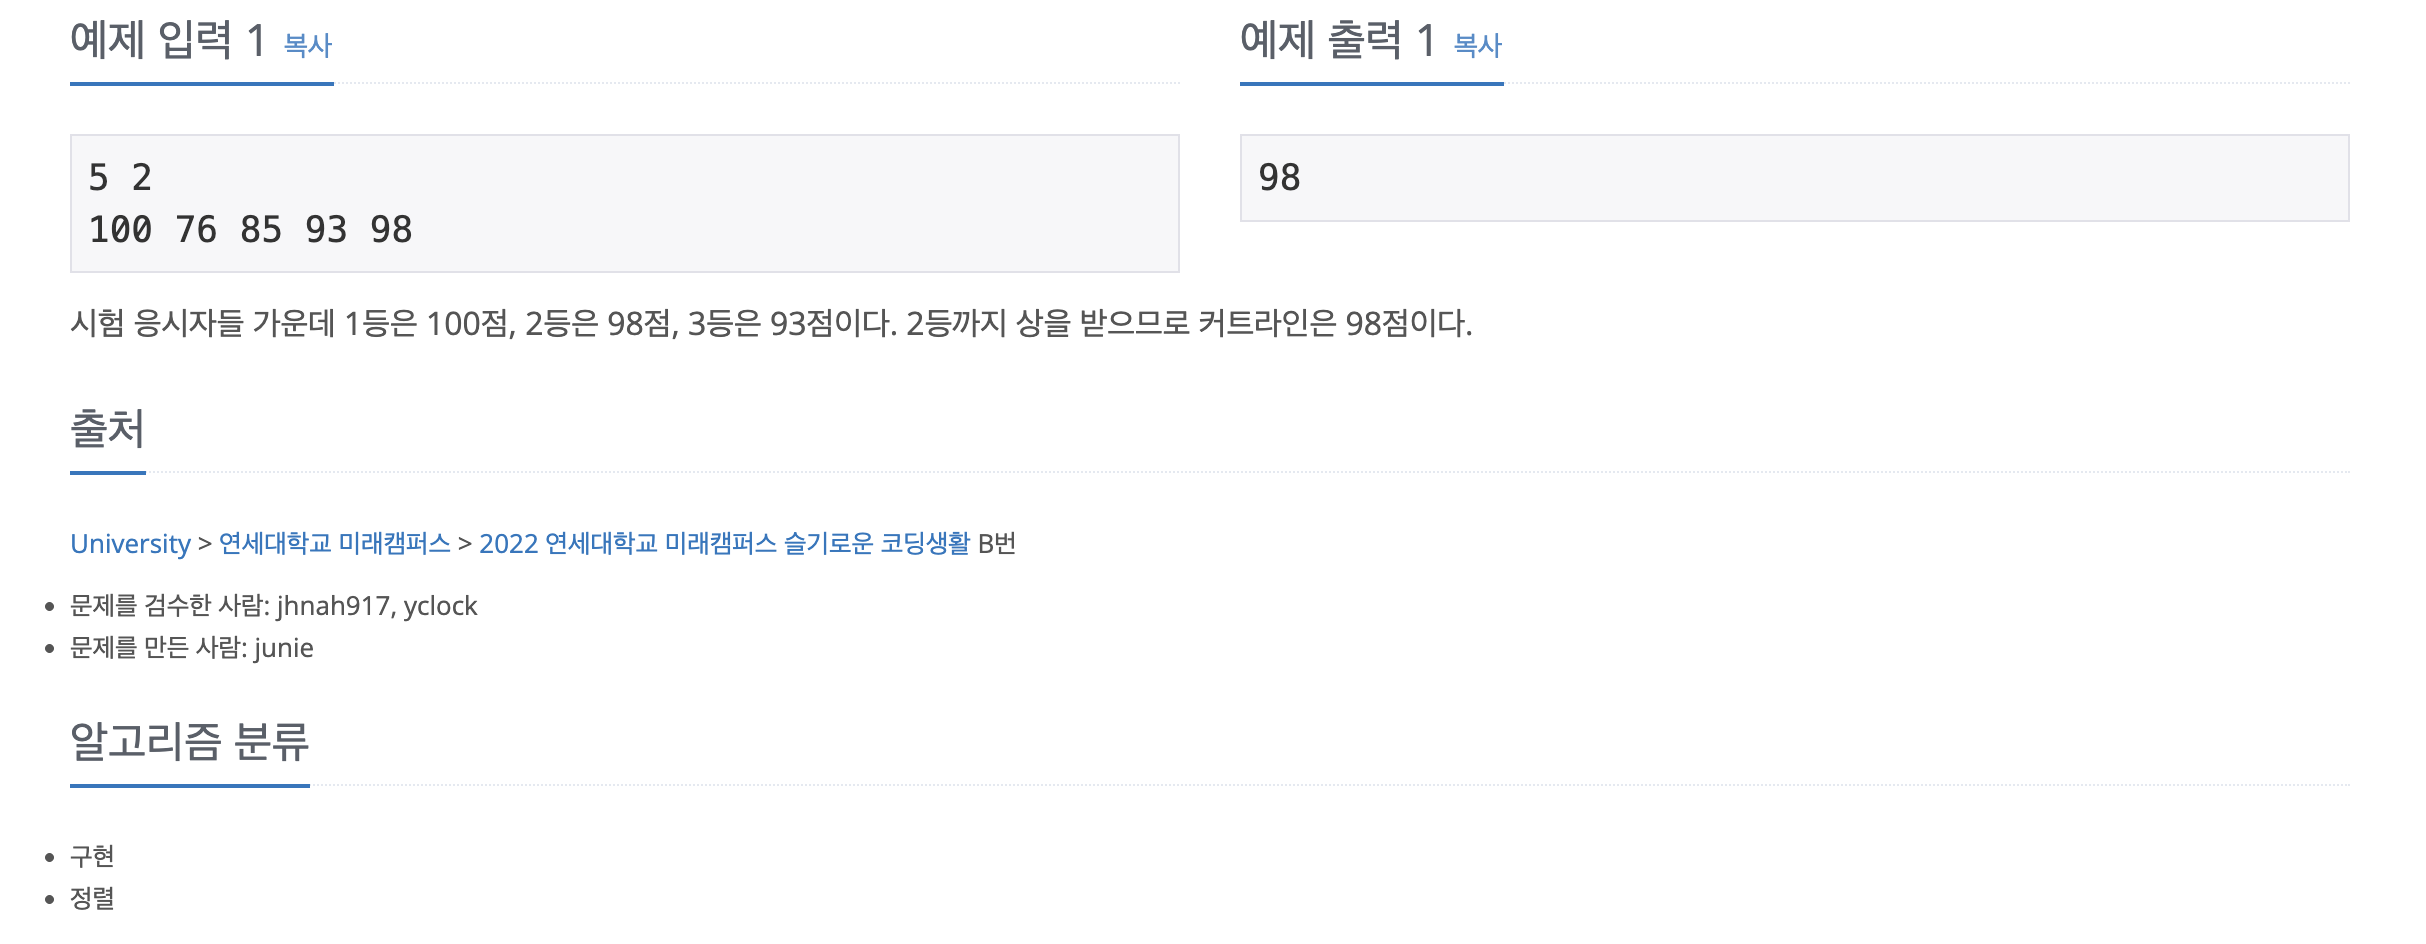 예제 입력 1 복사
5 2
100 76 85 93 98
예제 출력 1 복사
98
시험 응시자들 가운데 1등은 100점, 2등은 98점, 3등은 93점이다. 2등까지 상을 받으므로 커트라인은 98점이다.
출처
University > 연세대학교 미래캠퍼스 > 2022 연세대학교 미래캠퍼스 슬기로운 코딩생활 B번
• 문제를 검수한 사람: jhnah917, yclock
• 문제를 만든 사람: junie
알고리즘 분류
• 구현
• 정렬